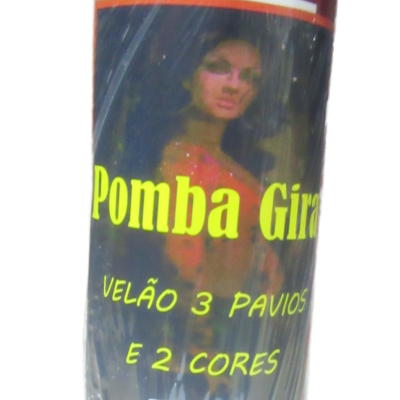 Pomba Gira
VELÃO 3 PAVIOS
E 2 CORES